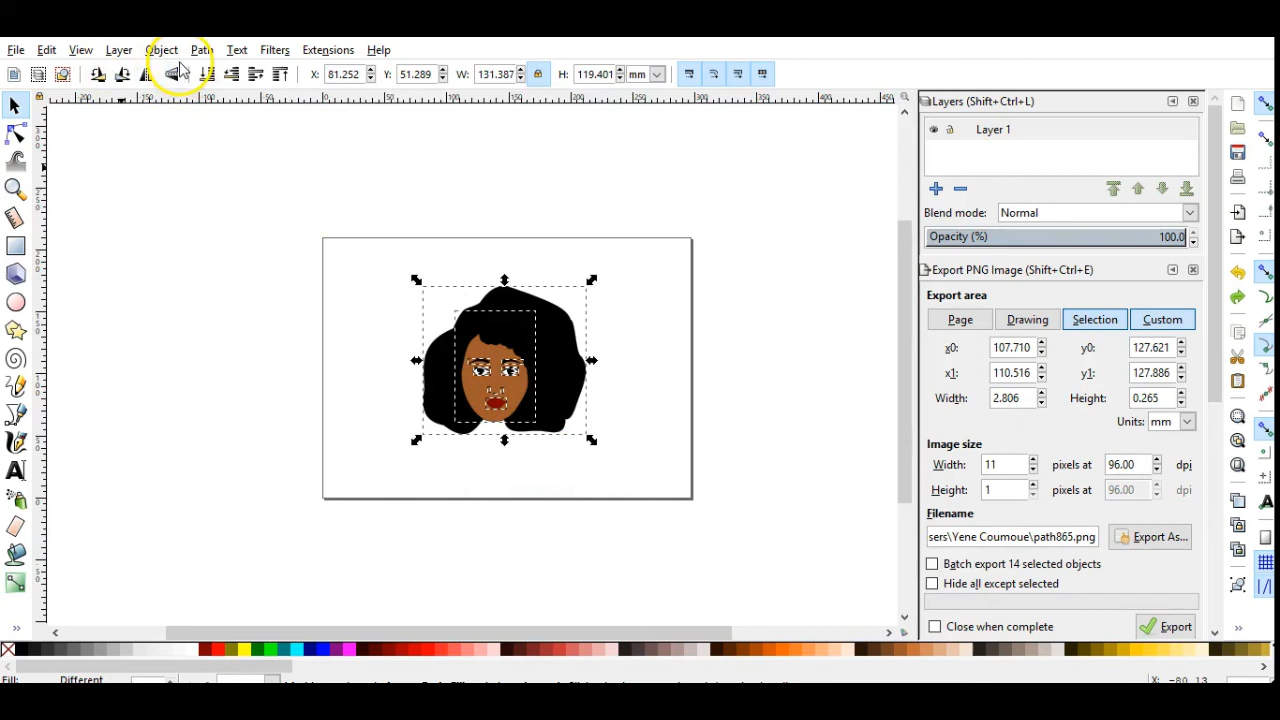 File Edit View Layer Object Path Text Filters Extensions Help
X: 81.252 Y: 51.289 W: 131.387 H: 119.401 mm
Layers (Shift+Ctrl+L)
Layer 1
Blend mode: Normal
Opacity (%) 100.0
Export PNG Image (Shift+Ctrl+E)
Export area
Page Drawing Selection Custom
x0: 107.710 y0: 127.621
x1: 110.516 y1: 127.886
Width: 2.806 Height: 0.265
Units: mm
Image size
Width: 11 pixels at 96.00 dpi
Height: 1 pixels at 96.00 dpi
Filename
sers\Yene Coumoue\path865.png Export As...
Batch export 14 selected objects
Hide all except selected
Close when complete Export
Fill: Different